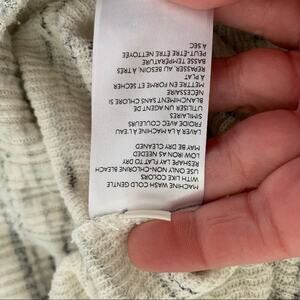 MACHINE WASH COLD GENTLE
WITH LIKE COLORS
USE ONLY NON-CHLORINE BLEACH
RESHAPE LAY FLAT TO DRY
LOW IRON AS NEEDED
MAY BE DRY CLEANED
LAVER A LA MACHINE A L'EAU
FROIDE AVEC COULEURS
SIMILAIRES
UTILISER UN AGENT DE
BLANCHIMENT SANS CHLORE SI
NECESSAIRE
METTRE EN FORME ET SECHER
A PLAT
REPASSER, AU BESOIN, A TRES
BASSE TEMPERATURE
PEUT-ETRE ETRE NETTOYEE
A SEC